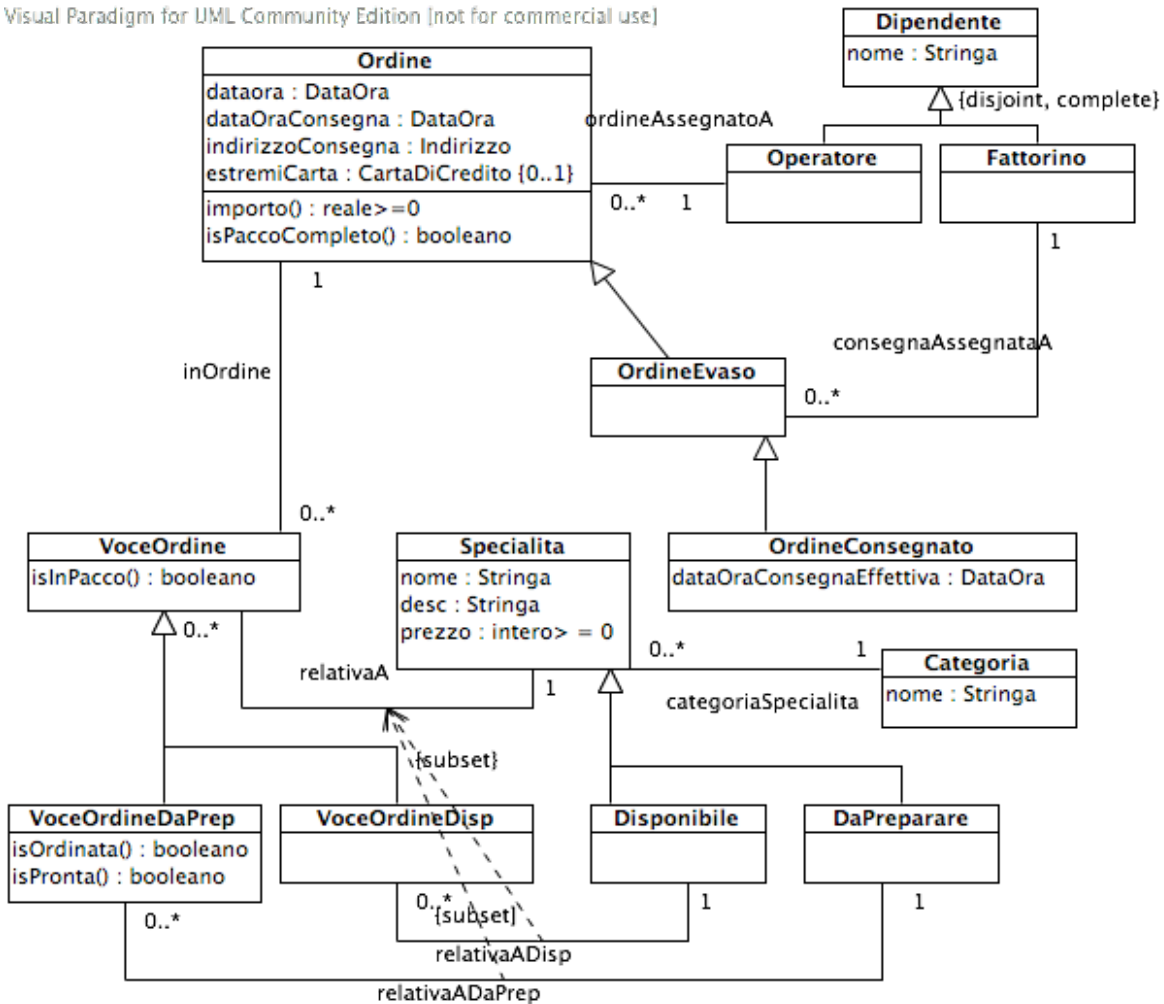 Visual Paradigm for UML Community Edition [not for commercial use]
Dipendente
nome : Stringa
{disjoint, complete}
Ordine
dataora : DataOra
dataOraConsegna : DataOra
indirizzoConsegna : Indirizzo
estremiCarta : CartaDiCredito {0..1}
importo() : reale>=0
isPaccoCompleto() : booleano
ordineAssegnatoA
0..*
1
Operatore
Fattorino
1
1
inOrdine
consegnaAssegnataA
OrdineEvaso
0..*
0..*
VoceOrdine
isInPacco() : booleano
0..*
Specialita
nome : Stringa
desc : Stringa
prezzo : intero> = 0
OrdineConsegnato
dataOraConsegnaEffettiva : DataOra
0..*
1
Categoria
nome : Stringa
relativaA
1
categoriaSpecialita
{subset}
VoceOrdineDaPrep
isOrdinata() : booleano
isPronta() : booleano
VoceOrdineDisp
Disponibile
DaPreparare
0..*
0..*
{subset}
1
1
relativaADisp
relativaADaPrep